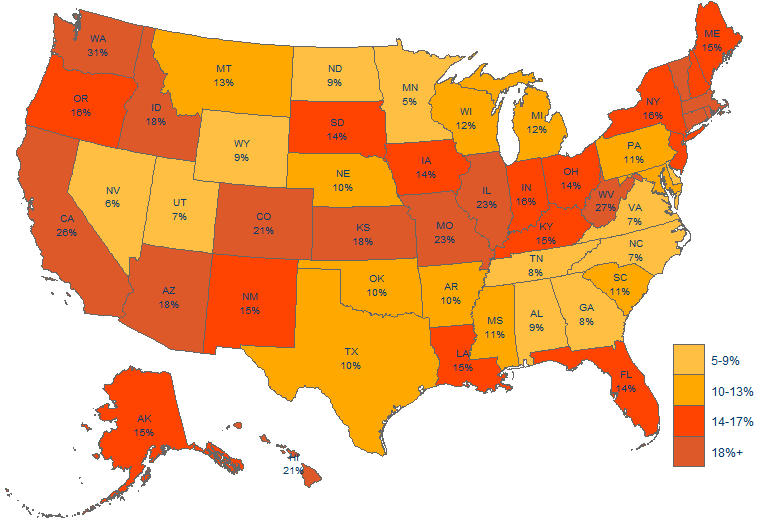 WA
31%
MT
13%
ND
9%
MN
5%
ME
15%
OR
16%
ID
18%
SD
14%
WI
12%
MI
12%
NY
16%
WY
9%
IA
14%
PA
11%
NE
10%
NV
6%
UT
7%
CO
21%
IL
23%
IN
16%
OH
14%
WV
27%
CA
26%
KS
18%
MO
23%
KY
15%
VA
7%
AZ
18%
NM
15%
OK
10%
AR
10%
TN
8%
NC
7%
SC
11%
TX
10%
LA
15%
MS
11%
AL
9%
GA
8%
FL
14%
AK
15%
HI
21%
5-9%
10-13%
14-17%
18%+